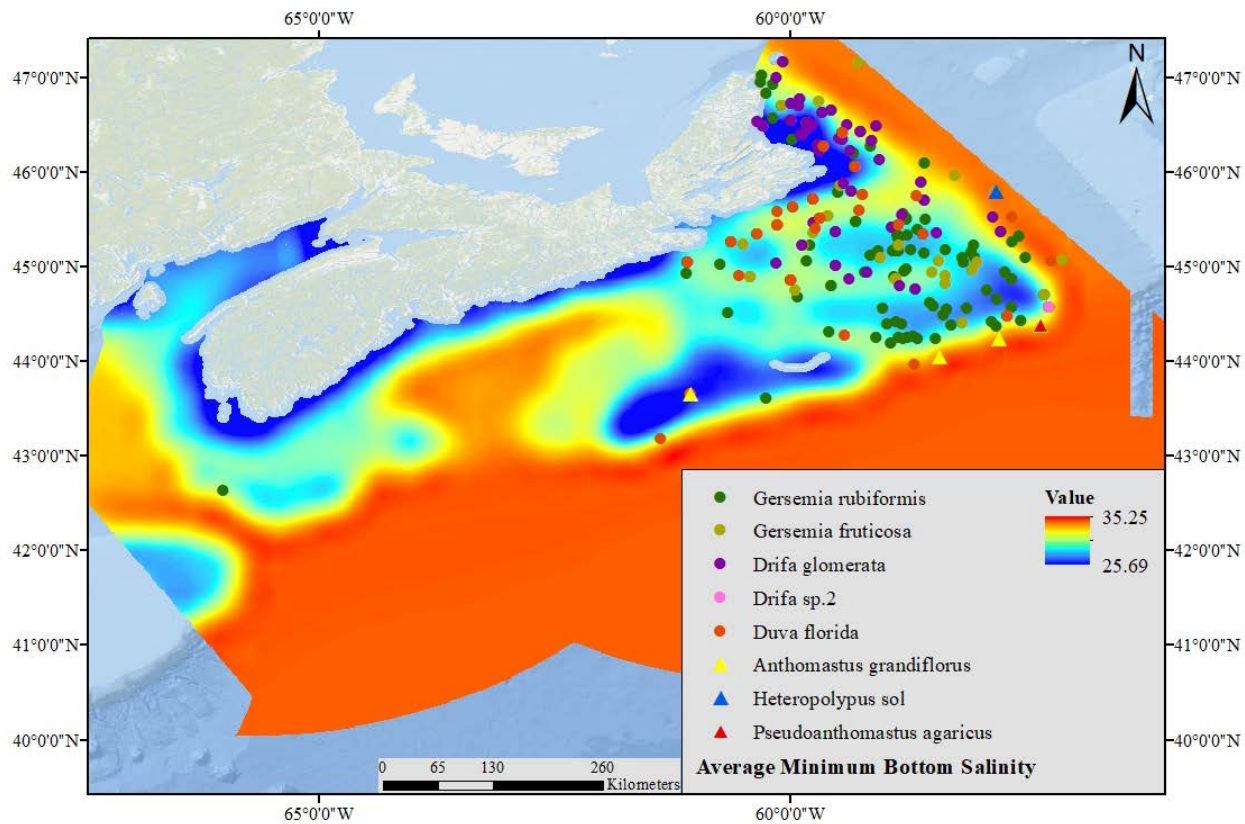 65°0'0"W 60°0'0"W
N
47°0'0"N 47°0'0"N
46°0'0"N 46°0'0"N
45°0'0"N 45°0'0"N
44°0'0"N 44°0'0"N
43°0'0"N 43°0'0"N
42°0'0"N 42°0'0"N
41°0'0"N 41°0'0"N
40°0'0"N 40°0'0"N
Gersemia rubiformis
Gersemia fruticosa
Drifa glomerata
Drifa sp.2
Duva florida
Anthomastus grandiflorus
Heteropolypus sol
Pseudoanthomastus agaricus
Value
35.25
25.69
Average Minimum Bottom Salinity
0 65 130 260
Kilometers
65°0'0"W 60°0'0"W